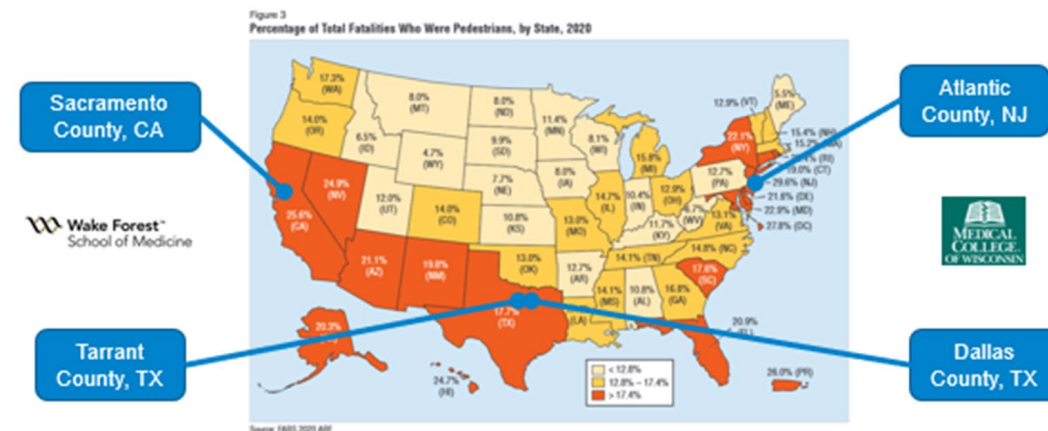 Figure 3
Percentage of Total Fatalities Who Were Pedestrians, by State, 2020
Sacramento
County, CA
Atlantic
County, NJ
Wake Forest™
School of Medicine
MEDICAL
COLLEGE
OF WISCONSIN
Tarrant
County, TX
Dallas
County, TX
17.3%
(WA)
14.0%
(OR)
6.5%
(ID)
8.0%
(MT)
8.0%
(ND)
11.4%
(MN)
8.1%
(WI)
15.8%
(MI)
12.9% (VT)
5.5%
(ME)
15.4% (NH)
15.2%
22.1%
(NY)
(RI)
19.0% (CT)
29.6% (NJ)
21.6% (DE)
22.9% (MD)
27.8% (DC)
4.7%
(WY)
9.9%
(SD)
7.7%
(NE)
8.0%
(IA)
14.7%
(IL)
10.4%
(IN)
12.9%
(OH)
12.7%
(PA)
24.9%
(NV)
12.0%
(UT)
14.0%
(CO)
10.8%
(KS)
13.0%
(MO)
11.7%
(KY)
6.7%
(WV)
13.1%
(VA)
25.6%
(CA)
21.1%
(AZ)
19.8%
(NM)
13.0%
(OK)
12.7%
(AR)
14.1% (TN)
14.8% (NC)
17.6%
(SC)
17.7%
(TX)
(LA)
14.1%
(MS)
10.8%
(AL)
16.8%
(GA)
20.9%
20.3%
24.7%
(HI)
26.0% (PR)
< 12.8%
12.8% – 17.4%
> 17.4%
Source: FARS 2020 ARF